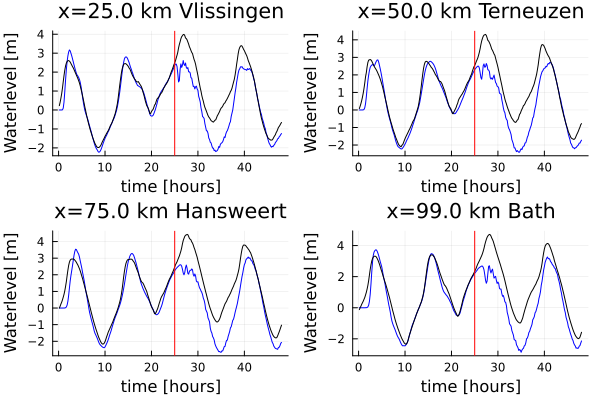 x=25.0 km Vlissingen
Waterlevel [m]
4
3
2
1
0
−1
−2
0 10 20 30 40
time [hours]
x=50.0 km Terneuzen
Waterlevel [m]
4
3
2
1
0
−1
−2
0 10 20 30 40
time [hours]
x=75.0 km Hansweert
Waterlevel [m]
4
3
2
1
0
−1
−2
0 10 20 30 40
time [hours]
x=99.0 km Bath
Waterlevel [m]
4
2
0
−2
0 10 20 30 40
time [hours]